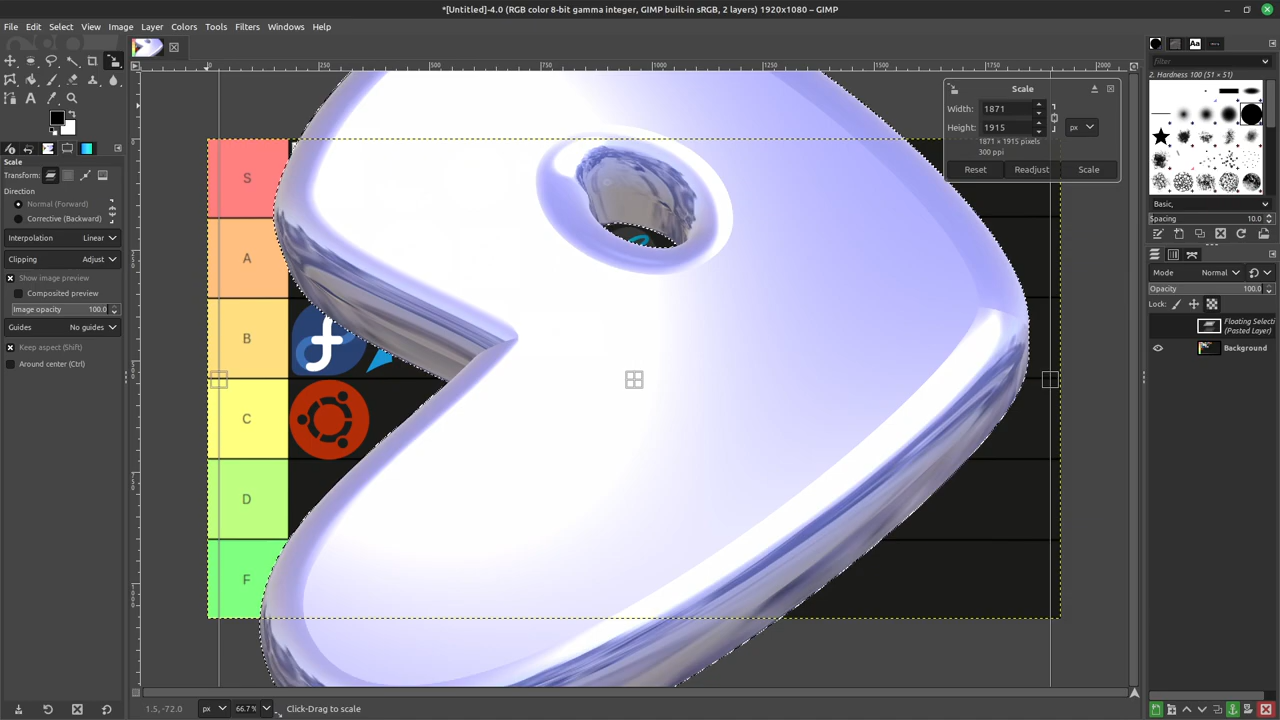 *[Untitled]-4.0 (RGB color 8-bit gamma integer, GIMP built-in sRGB, 2 layers) 1920x1080 – GIMP
File Edit Select View Image Layer Colors Tools Filters Windows Help
250 500 750 1000 1250 1500 1750 2000
Scale
Width: 1871
Height: 1915
px
1871 × 1915 pixels
300 ppi
Reset Readjust Scale
Scale
Transform:
Direction
Normal (Forward)
Corrective (Backward)
Interpolation Linear
Clipping Adjust
Show image preview
Composited preview
Image opacity 100.0
Guides No guides
Keep aspect (Shift)
Around center (Ctrl)
S
A
B
C
D
F
filter
2. Hardness 100 (51 × 51)
Basic,
Spacing 10.0
Mode Normal
Opacity 100.0
Lock:
Floating Selecti
(Pasted Layer)
Background
1.5, -72.0 px 66.7 % Click-Drag to scale